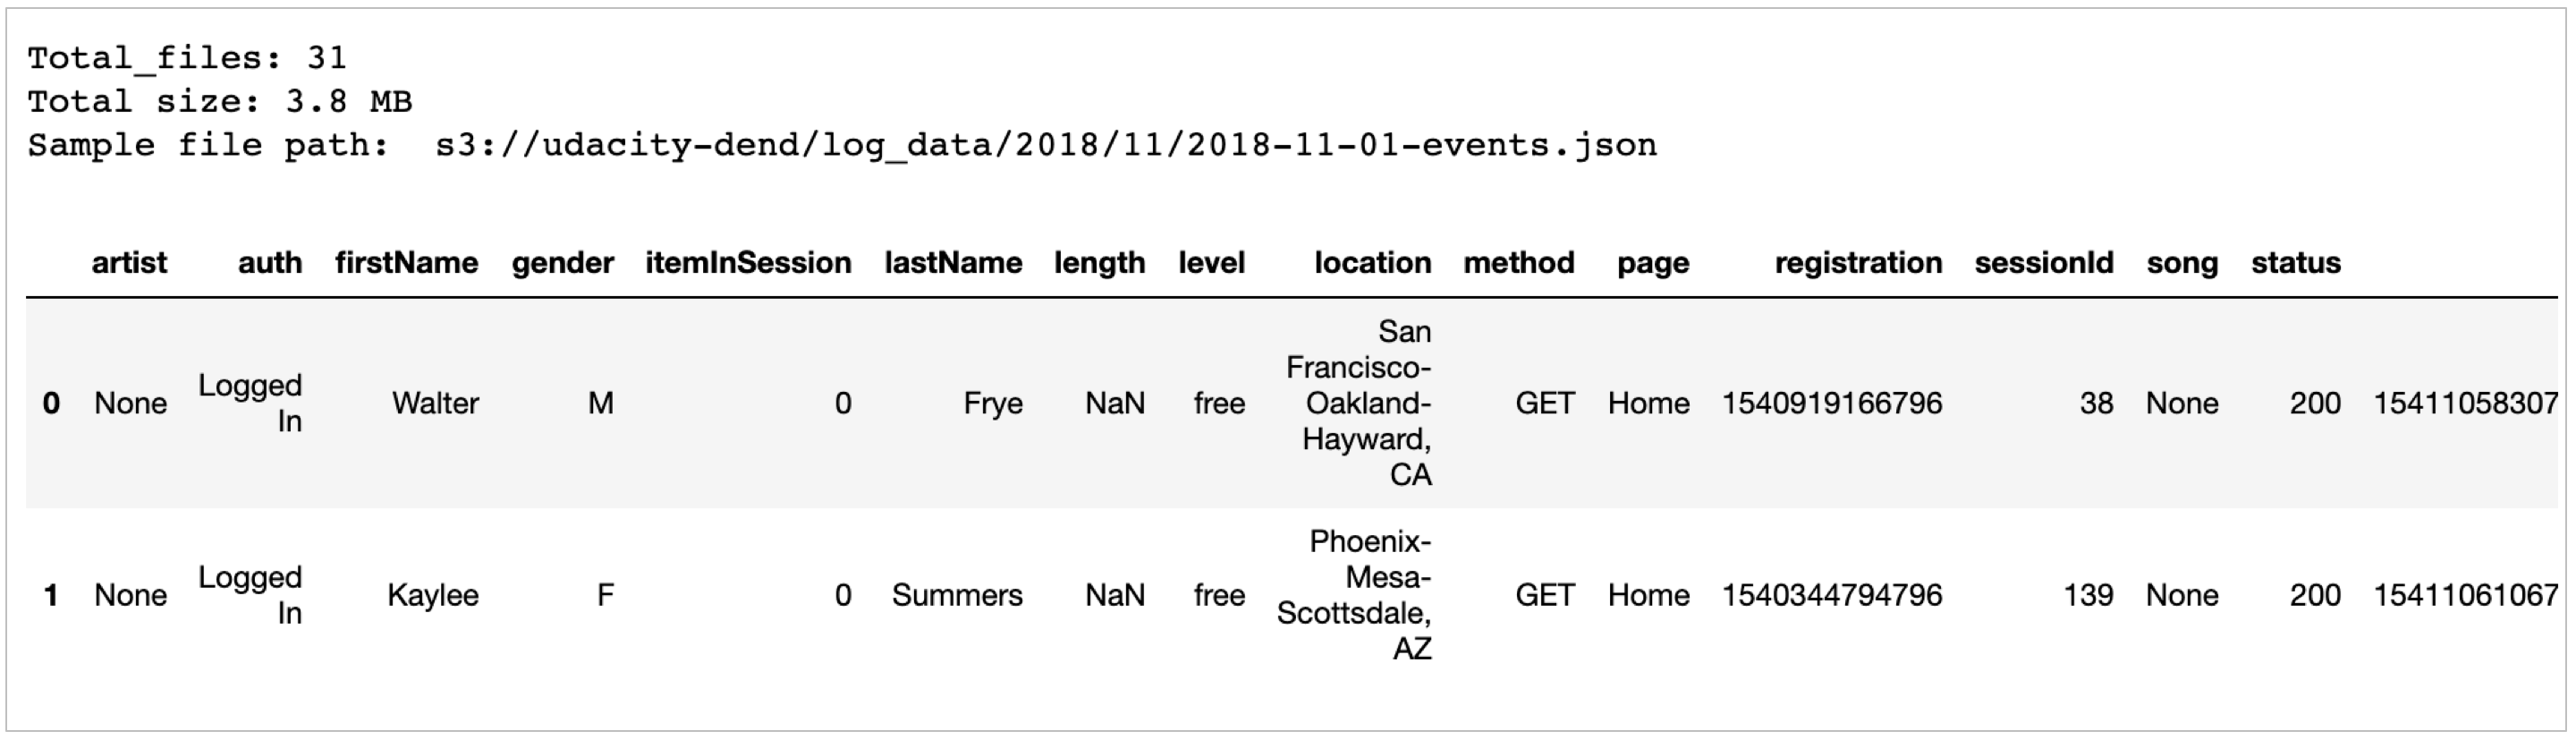 Total_files: 31
Total size: 3.8 MB
Sample file path:  s3://udacity-dend/log_data/2018/11/2018-11-01-events.json
artist auth firstName gender itemInSession lastName length level location method page registration sessionId song status
0 None Logged In Walter M 0 Frye NaN free San Francisco-Oakland-Hayward, CA GET Home 1540919166796 38 None 200 15411058307
1 None Logged In Kaylee F 0 Summers NaN free Phoenix-Mesa-Scottsdale, AZ GET Home 1540344794796 139 None 200 15411061067